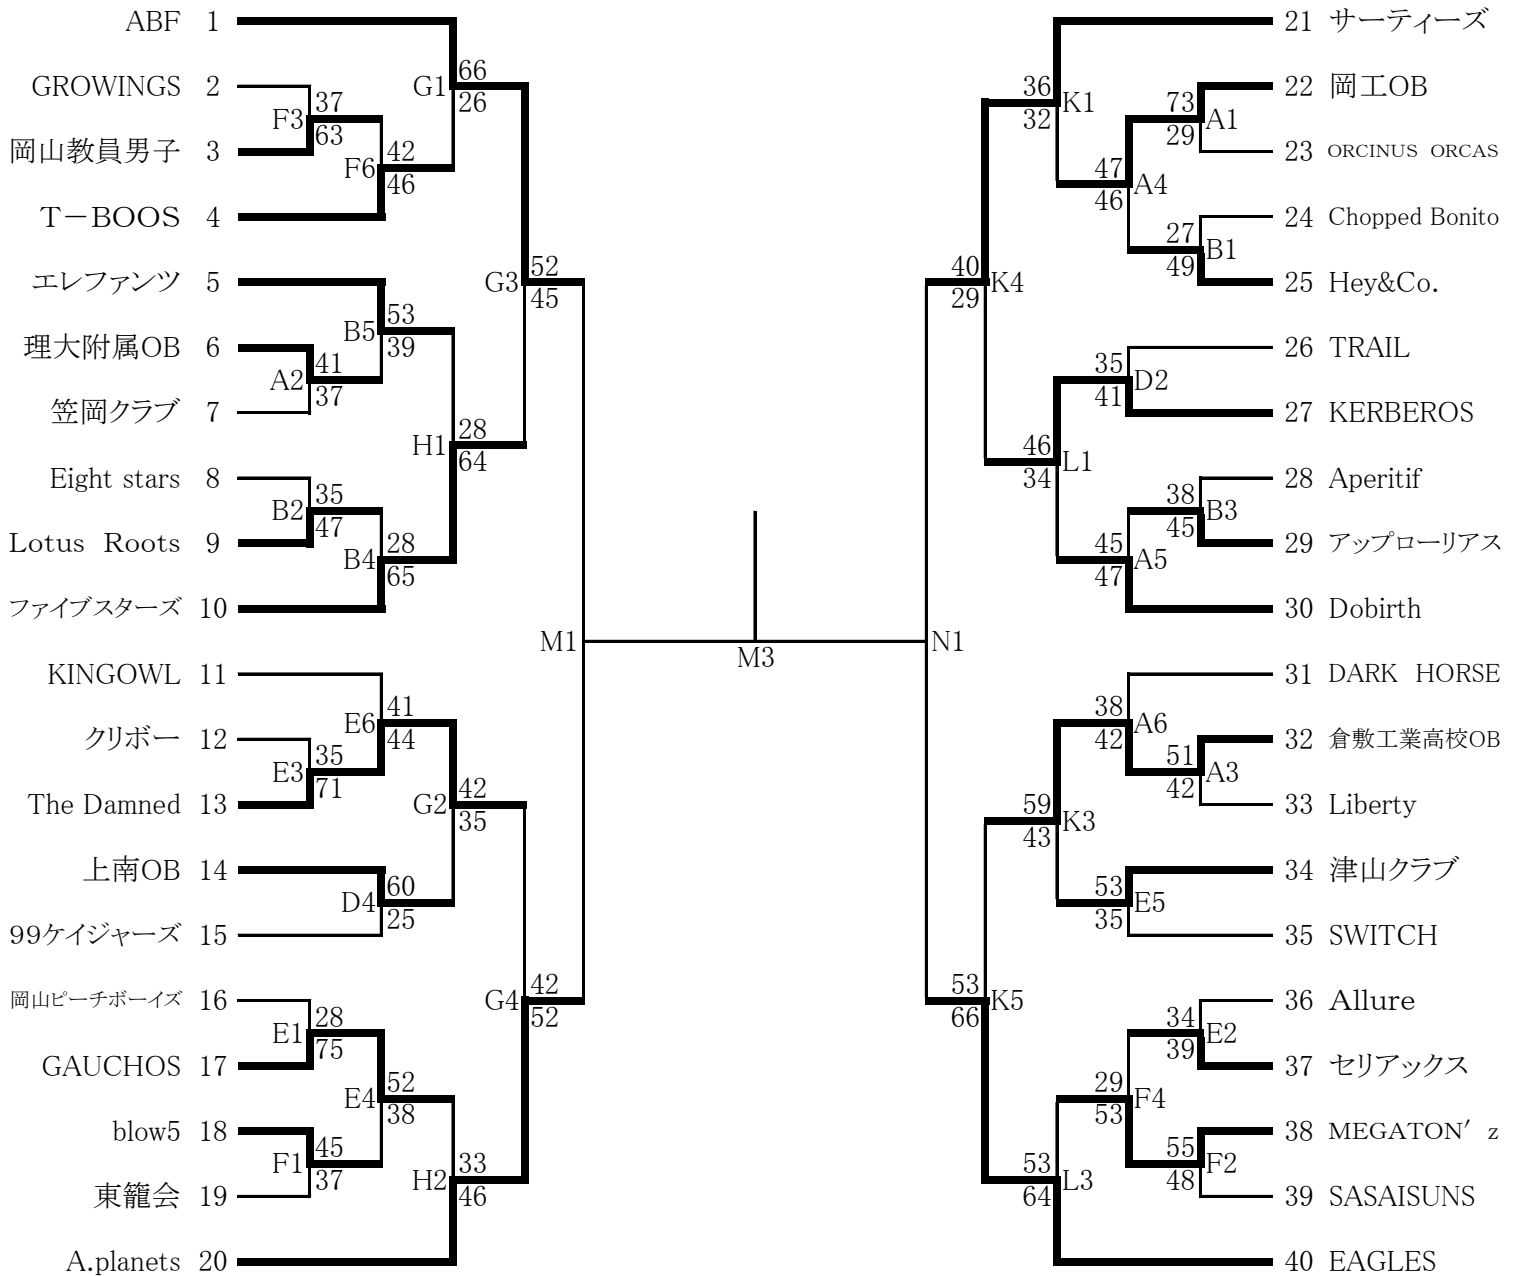 ABF 1
GROWINGS 2
岡山教員男子 3
T－BOOS 4
エレファンツ 5
理大附属OB 6
笠岡クラブ 7
Eight stars 8
Lotus Roots 9
ファイブスターズ 10
KINGOWL 11
クリボー 12
The Damned 13
上南OB 14
99ケイジャーズ 15
岡山ピーチボーイズ 16
GAUCHOS 17
blow5 18
東籠会 19
A.planets 20
F3 37
63
A2 41
37
B2 35
47
E3 35
71
E1 28
75
F1 45
37
F6 42
46
B5 53
39
B4 28
65
E6 41
44
D4 60
25
E4 52
38
G1 66
26
H1 28
64
G2 42
35
H2 33
46
G3 52
45
G4 42
52
M1
M3
N1
40 K4
29
53 K5
66
36 K1
32
46 L1
34
59 K3
43
53 L3
64
47 A4
46
35 D2
41
45 A5
47
38 A6
42
53 E5
35
29 F4
53
73 A1
29
27 B1
49
38 B3
45
51 A3
42
34 E2
39
55 F2
48
21 サーティーズ
22 岡工OB
23 ORCINUS ORCAS
24 Chopped Bonito
25 Hey&Co.
26 TRAIL
27 KERBEROS
28 Aperitif
29 アップローリアス
30 Dobirth
31 DARK HORSE
32 倉敷工業高校OB
33 Liberty
34 津山クラブ
35 SWITCH
36 Allure
37 セリアックス
38 MEGATON′z
39 SASAISUNS
40 EAGLES